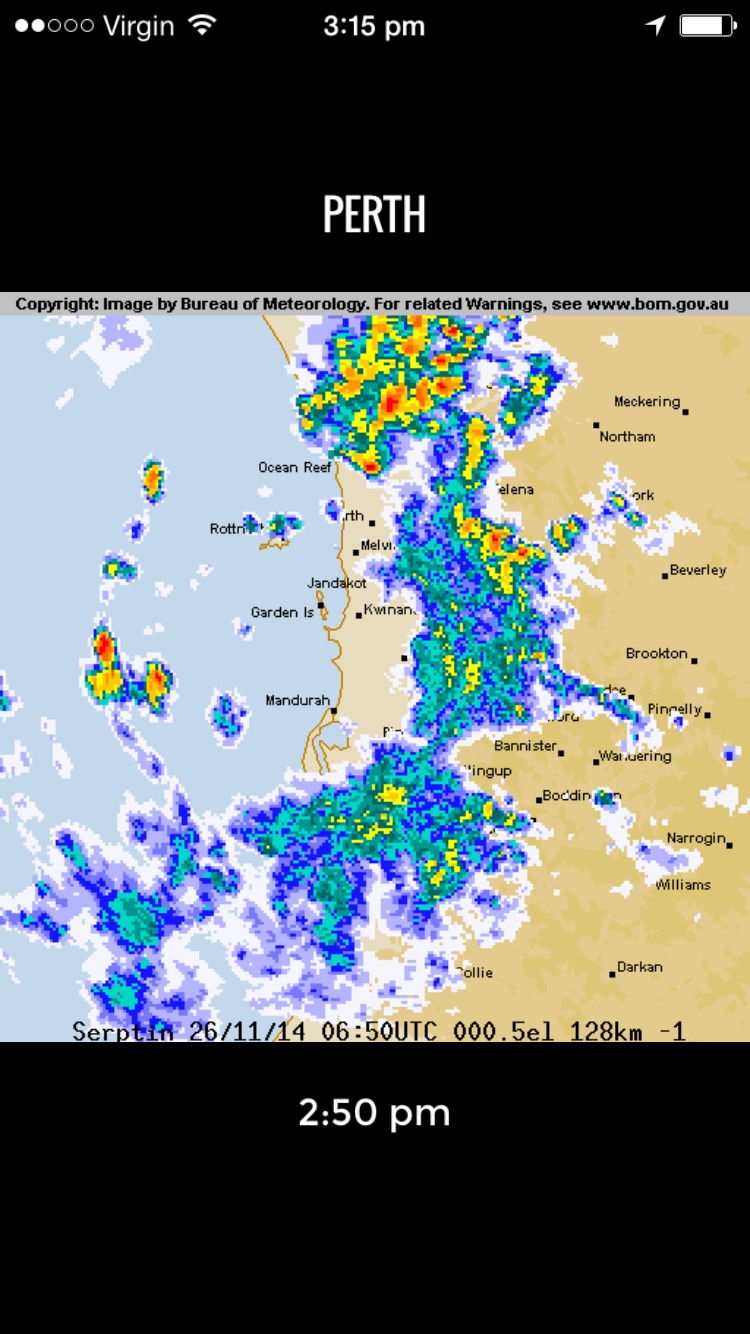 Virgin 3:15 pm
PERTH
Copyright: Image by Bureau of Meteorology. For related Warnings, see www.bom.gov.au
Meckering
Northam
Ocean Reef
elena
ork
rth
Rottn
Melvi
Beverley
Jandakot
Garden Is
Kwinan
Brookton
Mandurah
Pingelly
Bannister
Wandering
llingup
Boddin
Narrogin
Williams
ollie
Darkan
Serptin 26/11/14 06:50UTC 000.5el 128km -1
2:50 pm